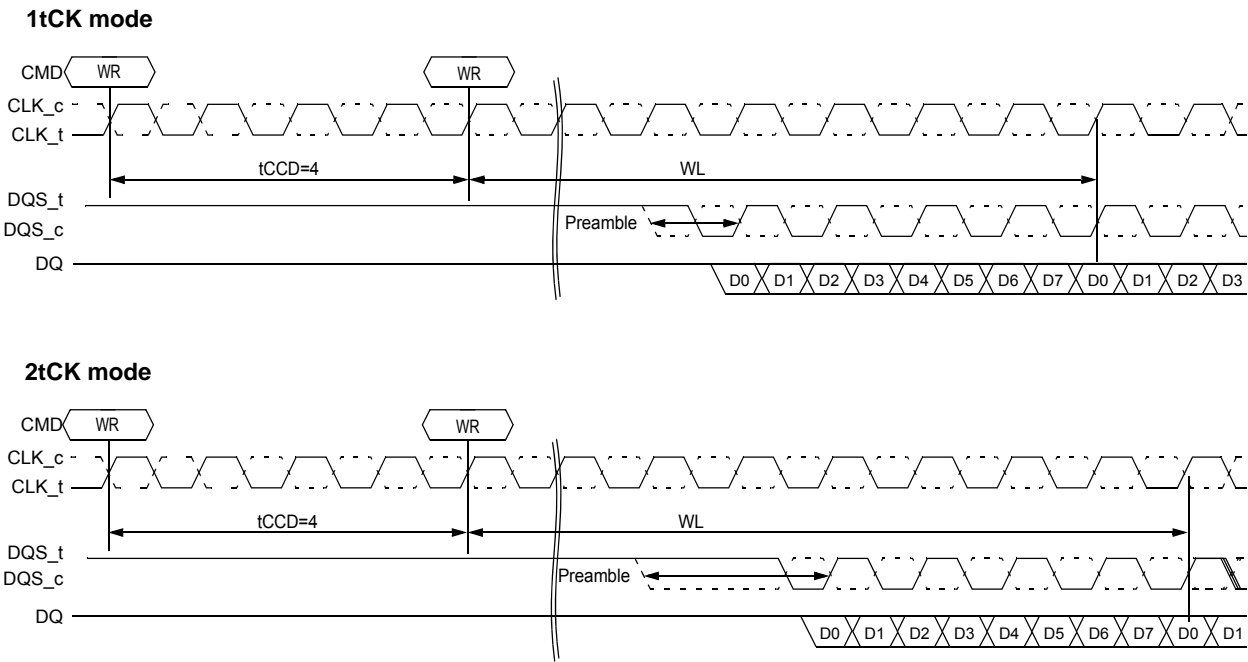 1tCK mode
CMD WR WR
CLK_c
CLK_t
tCCD=4 WL
DQS_t
DQS_c Preamble
DQ D0 D1 D2 D3 D4 D5 D6 D7 D0 D1 D2 D3
2tCK mode
CMD WR WR
CLK_c
CLK_t
tCCD=4 WL
DQS_t
DQS_c Preamble
DQ D0 D1 D2 D3 D4 D5 D6 D7 D0 D1